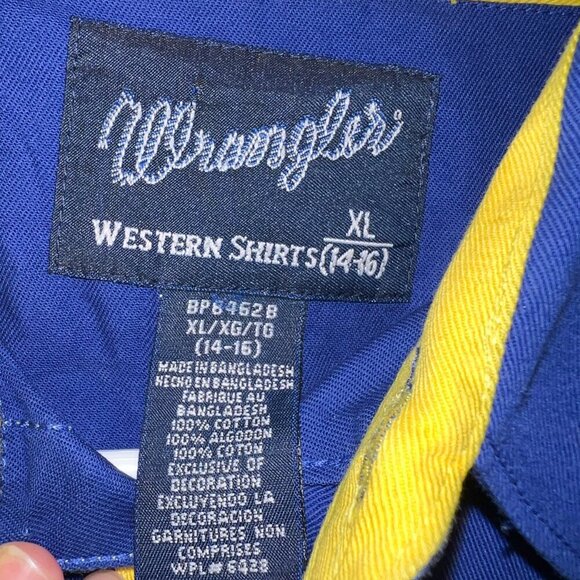 Wrangler®
XL
WESTERN SHIRTS (14-16)
BP6462B
XL/XG/TG
(14-16)
MADE IN BANGLADESH
HECHO EN BANGLADESH
FABRIQUE AU
BANGLADESH
100% COTTON
100% ALGODON
100% COTON
EXCLUSIVE OF
DECORATION
EXCLUYENDO LA
DECORACION
GARNITURES NON
COMPRISES
WPL# 6428